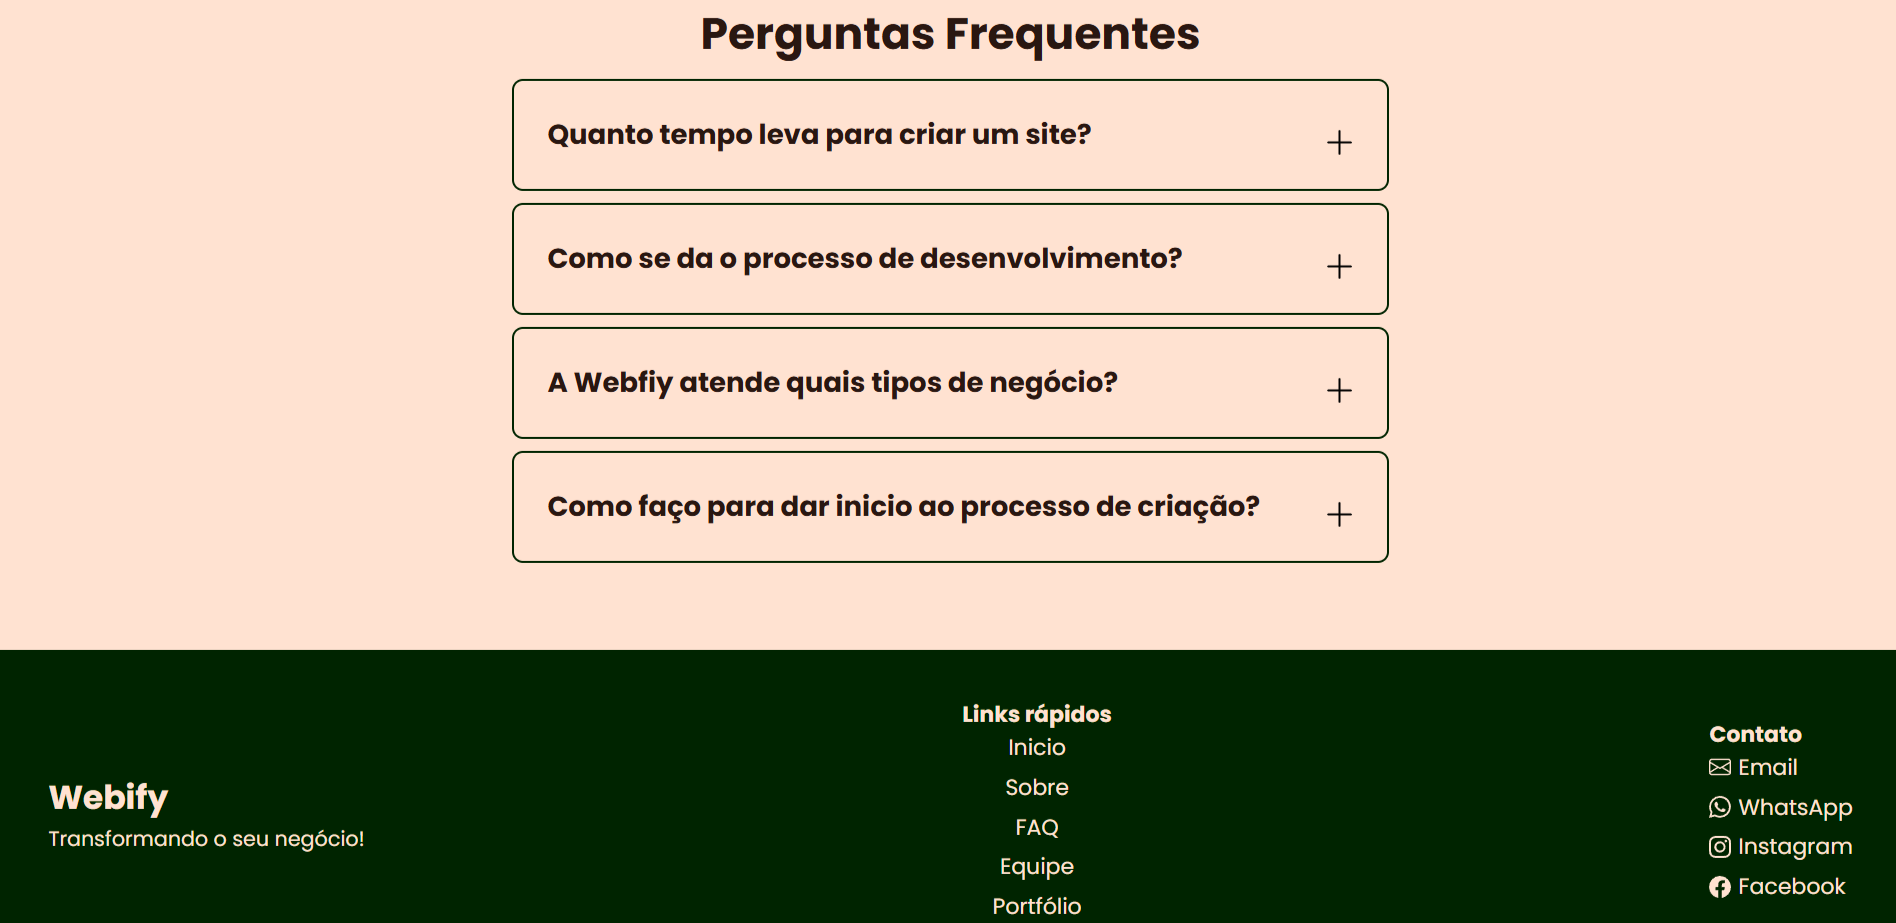 Perguntas Frequentes
Quanto tempo leva para criar um site?
Como se da o processo de desenvolvimento?
A Webfiy atende quais tipos de negócio?
Como faço para dar inicio ao processo de criação?
Webify
Transformando o seu negócio!
Links rápidos
Inicio
Sobre
FAQ
Equipe
Portfólio
Contato
Email
WhatsApp
Instagram
Facebook